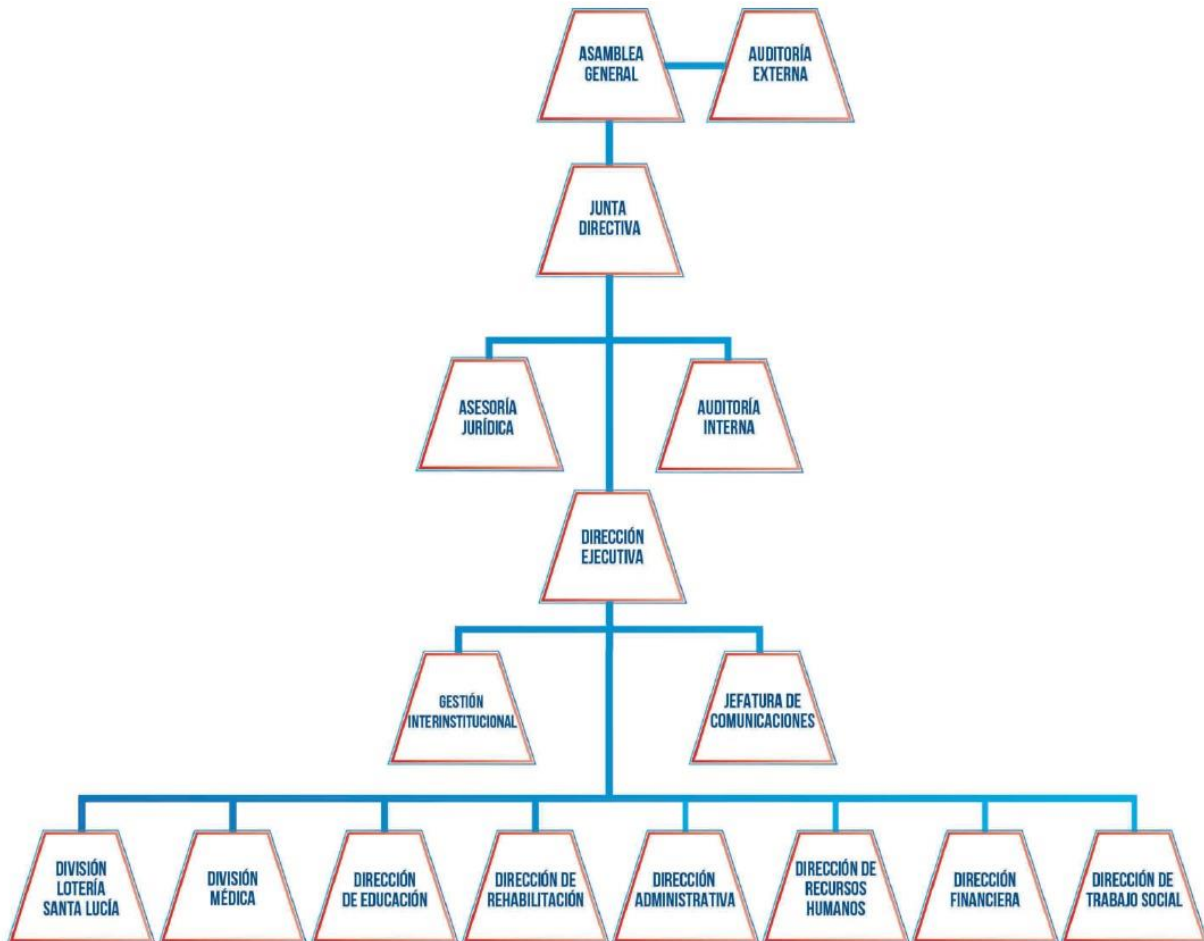 ASAMBLEA
GENERAL
AUDITORÍA
EXTERNA
JUNTA
DIRECTIVA
ASESORÍA
JURÍDICA
AUDITORÍA
INTERNA
DIRECCIÓN
EJECUTIVA
GESTIÓN
INTERINSTITUCIONAL
JEFATURA DE
COMUNICACIONES
DIVISIÓN
LOTERÍA
SANTA LUCÍA
DIVISIÓN
MÉDICA
DIRECCIÓN
DE EDUCACIÓN
DIRECCIÓN DE
REHABILITACIÓN
DIRECCIÓN
ADMINISTRATIVA
DIRECCIÓN DE
RECURSOS
HUMANOS
DIRECCIÓN
FINANCIERA
DIRECCIÓN DE
TRABAJO SOCIAL